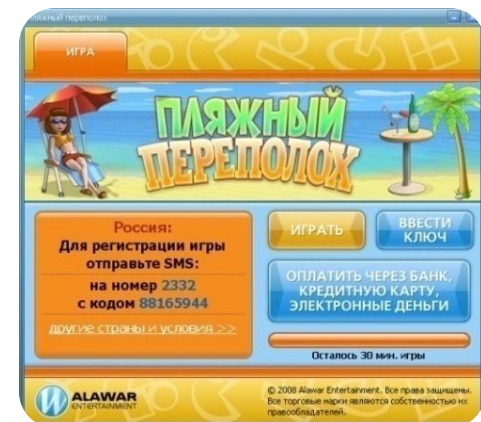 пляжный переполох
ИГРА
ПЛЯЖНЫЙ
ПЕРЕПОЛОХ
Россия:
Для регистрации игры
отправьте SMS:
на номер 2332
с кодом 88165944
другие страны и условия >>
ИГРАТЬ
ВВЕСТИ
КЛЮЧ
ОПЛАТИТЬ ЧЕРЕЗ БАНК,
КРЕДИТНУЮ КАРТУ,
ЭЛЕКТРОННЫЕ ДЕНЬГИ
Осталось 30 мин. игры
ALAWAR
ENTERTAINMENT
© 2008 Alawar Entertainment. Все права защищены.
Все торговые марки являются собственностью их
правообладателей.